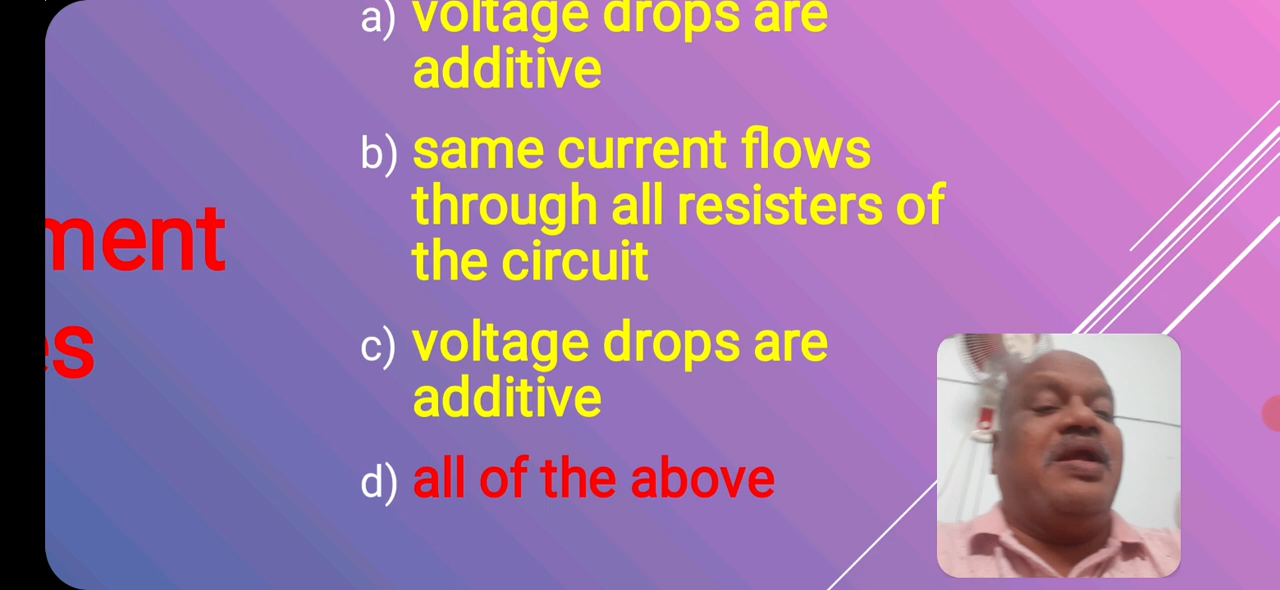 a) voltage drops are
additive
b) same current flows
through all resisters of
the circuit
c) voltage drops are
additive
d) all of the above
ment
es